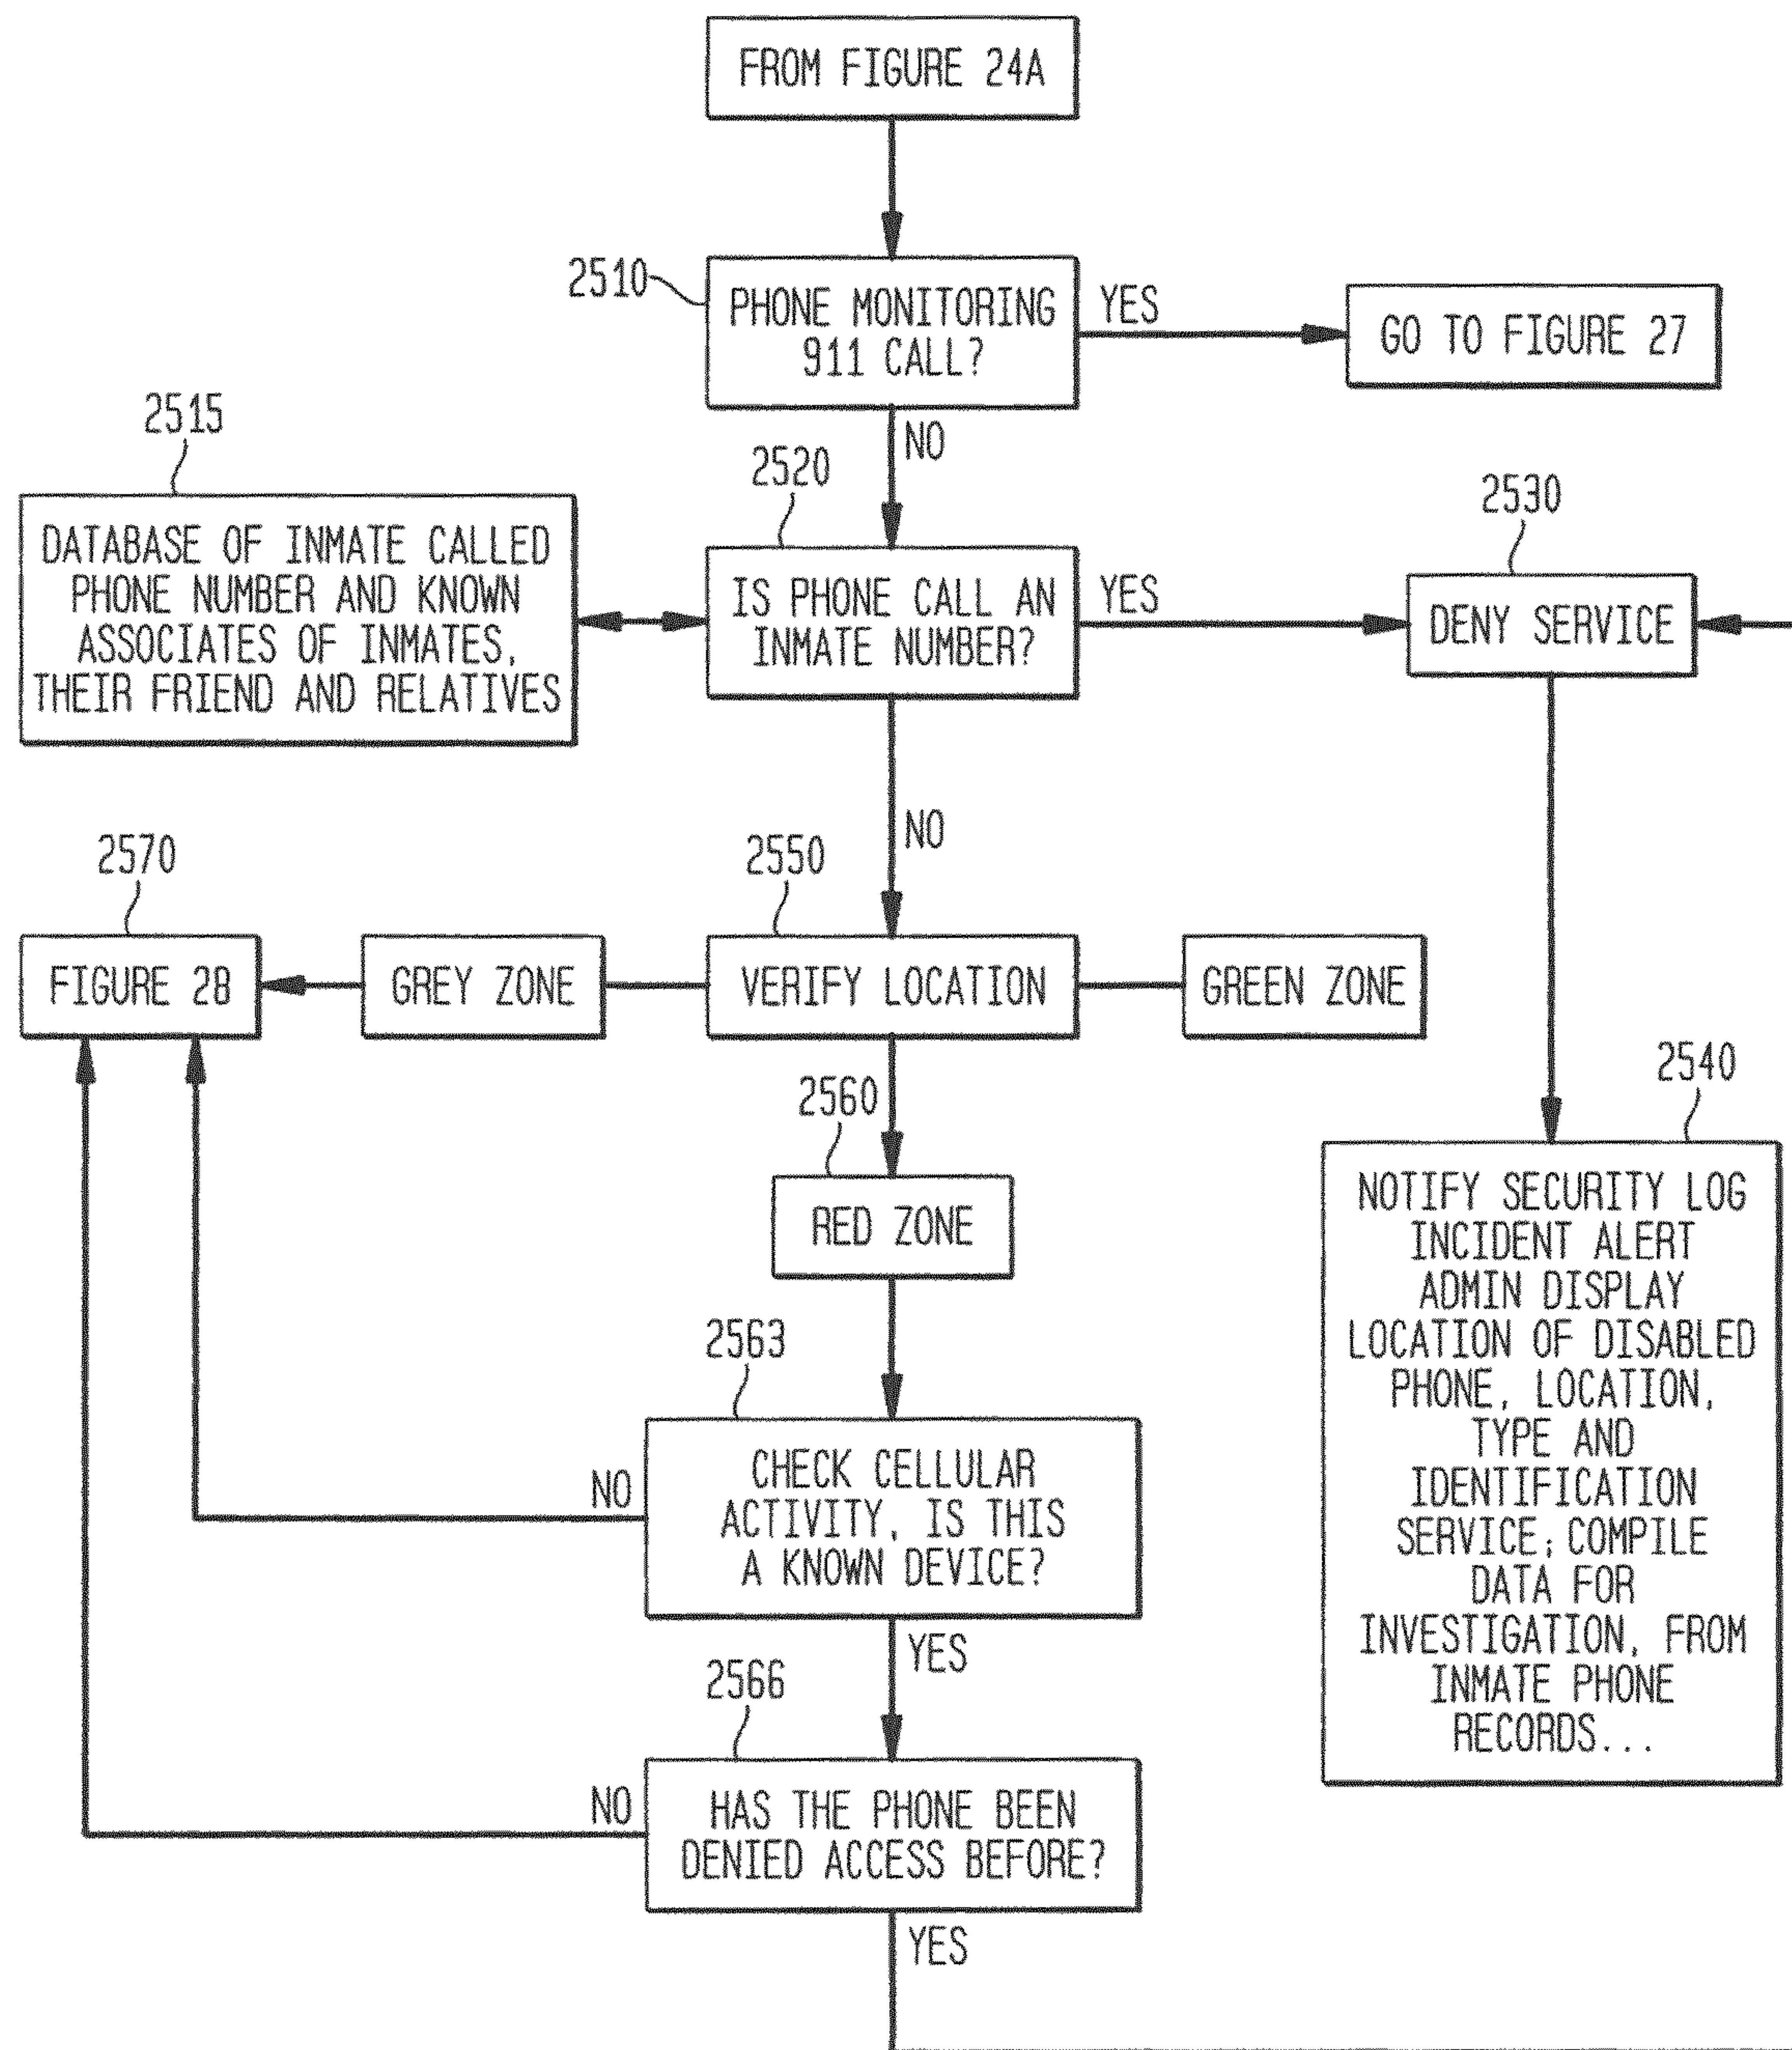 FROM FIGURE 24A
2510
PHONE MONITORING
911 CALL?
YES
GO TO FIGURE 27
NO
2515
DATABASE OF INMATE CALLED
PHONE NUMBER AND KNOWN
ASSOCIATES OF INMATES,
THEIR FRIEND AND RELATIVES
2520
IS PHONE CALL AN
INMATE NUMBER?
YES
2530
DENY SERVICE
NO
2570
FIGURE 28
GREY ZONE
2550
VERIFY LOCATION
GREEN ZONE
2560
RED ZONE
2540
NOTIFY SECURITY LOG
INCIDENT ALERT
ADMIN DISPLAY
LOCATION OF DISABLED
PHONE, LOCATION,
TYPE AND
IDENTIFICATION
SERVICE; COMPILE
DATA FOR
INVESTIGATION, FROM
INMATE PHONE
RECORDS...
2563
CHECK CELLULAR
ACTIVITY, IS THIS
A KNOWN DEVICE?
NO
YES
2566
HAS THE PHONE BEEN
DENIED ACCESS BEFORE?
NO
YES